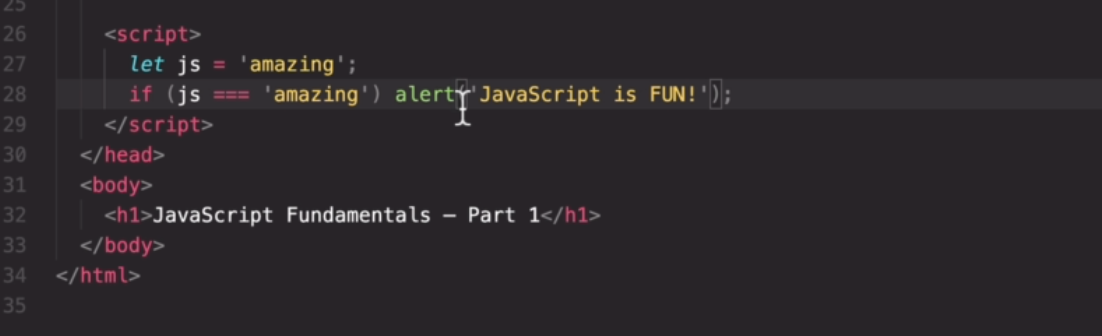 25
26 <script>
27 let js = 'amazing';
28 if (js === 'amazing') alert('JavaScript is FUN!');
29 </script>
30 </head>
31 <body>
32 <h1>JavaScript Fundamentals – Part 1</h1>
33 </body>
34 </html>
35